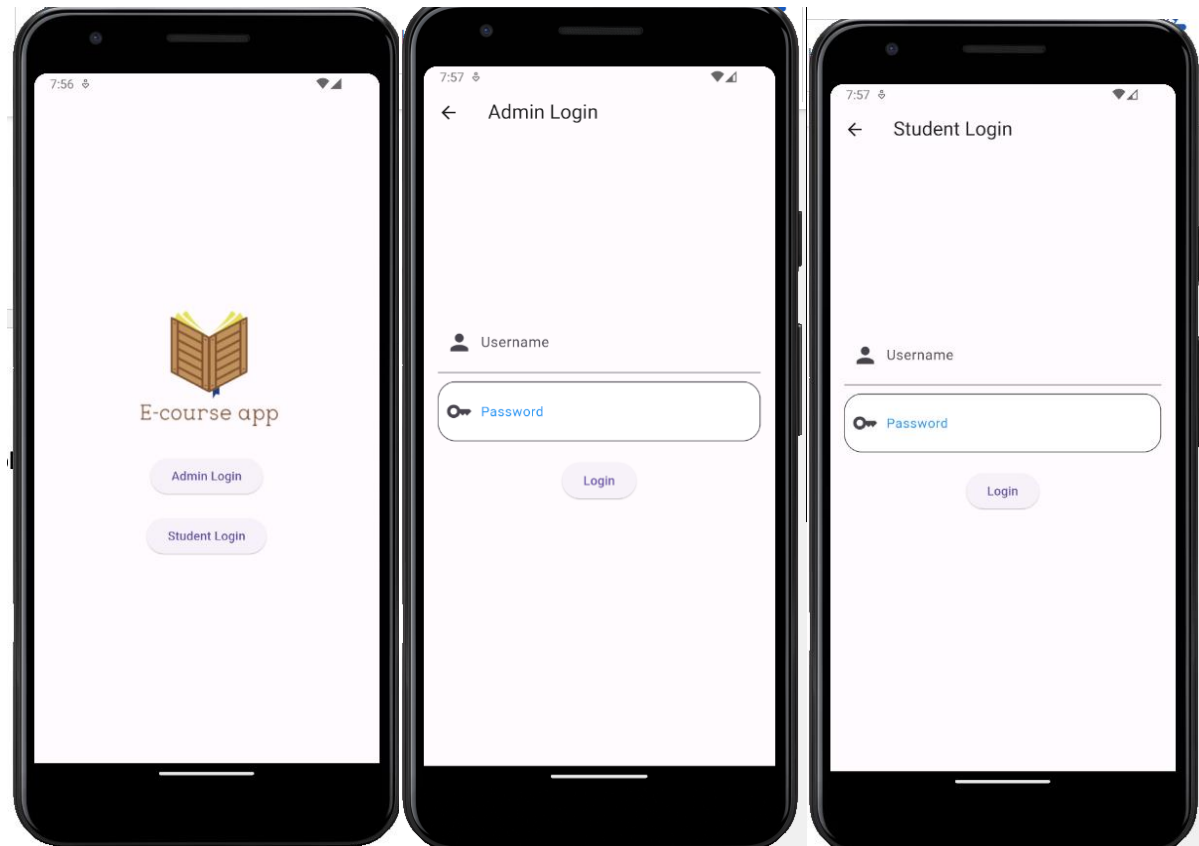 7:56
E-course app
Admin Login
Student Login
7:57
Admin Login
Username
Password
Login
7:57
Student Login
Username
Password
Login